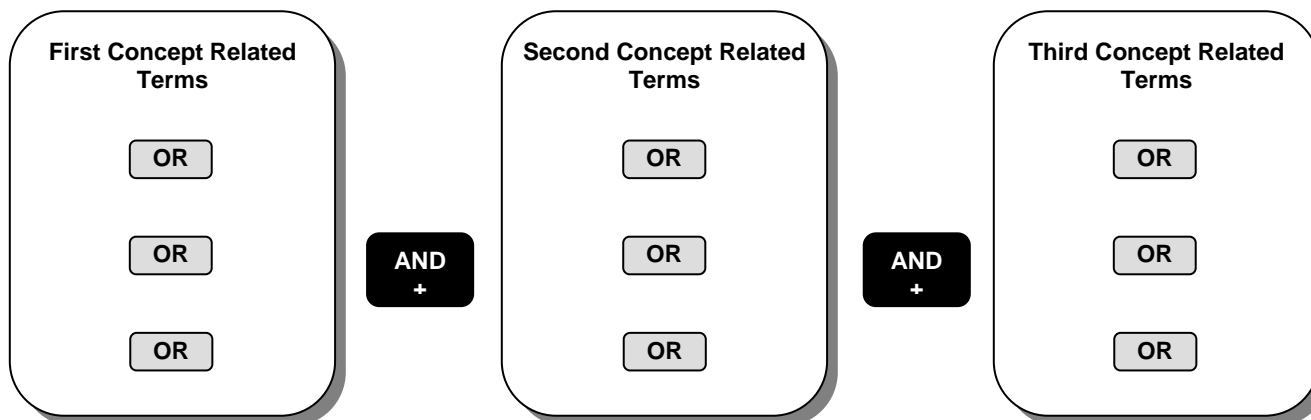 First Concept Related
Terms
OR
OR
OR
AND
+
Second Concept Related
Terms
OR
OR
OR
AND
+
Third Concept Related
Terms
OR
OR
OR